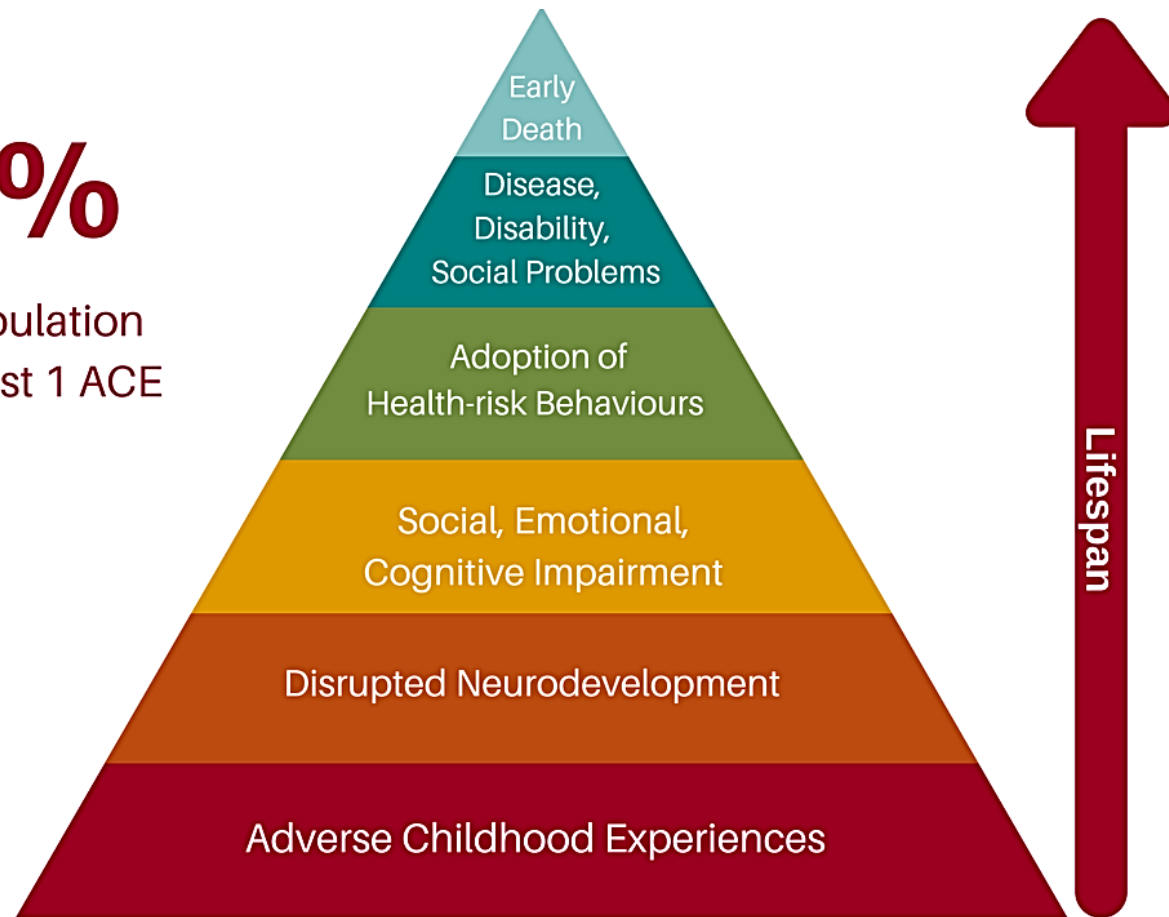 %
st 1 ACE
Early
Death
Disease,
Disability,
Social Problems
Adoption of
Health-risk Behaviours
Social, Emotional,
Cognitive Impairment
Disrupted Neurodevelopment
Adverse Childhood Experiences
Lifespan